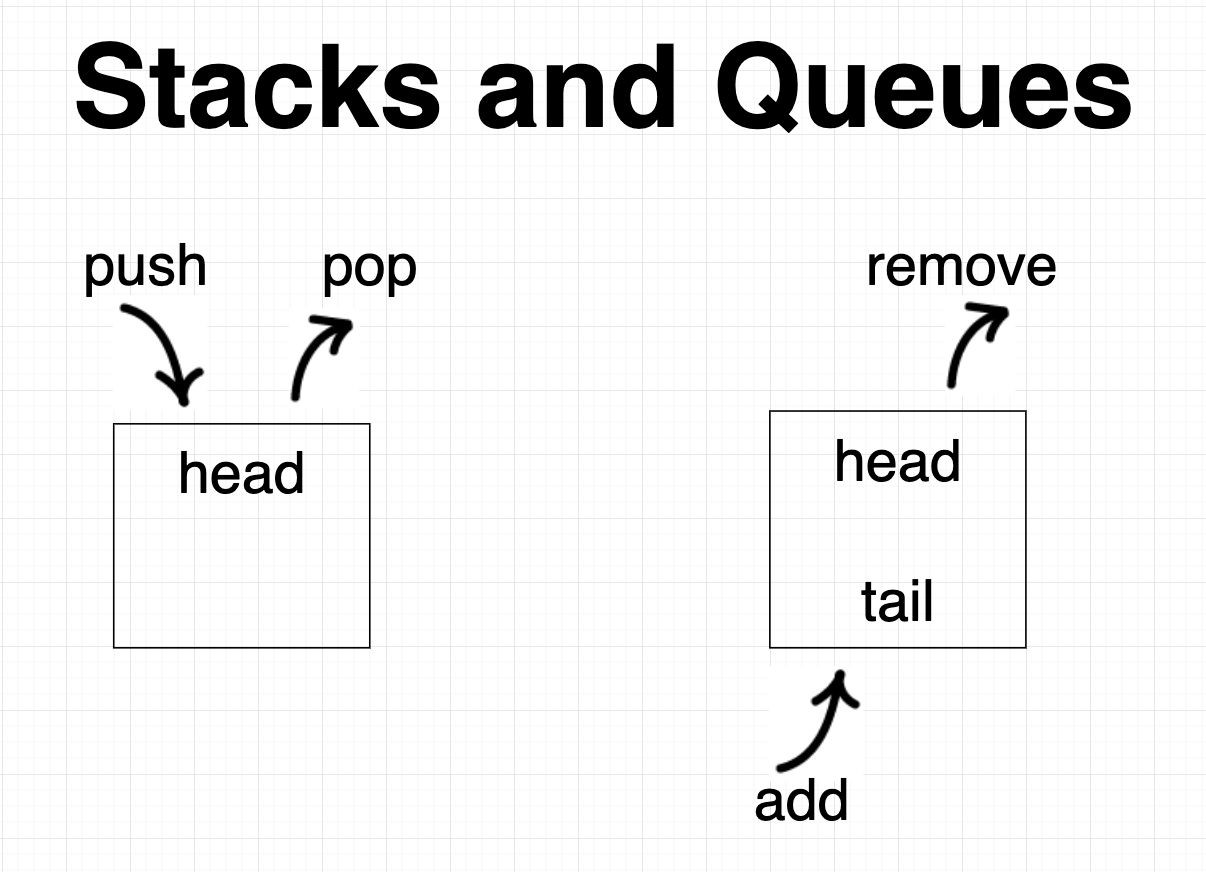 Stacks and Queues
push pop remove
head head
tail
add